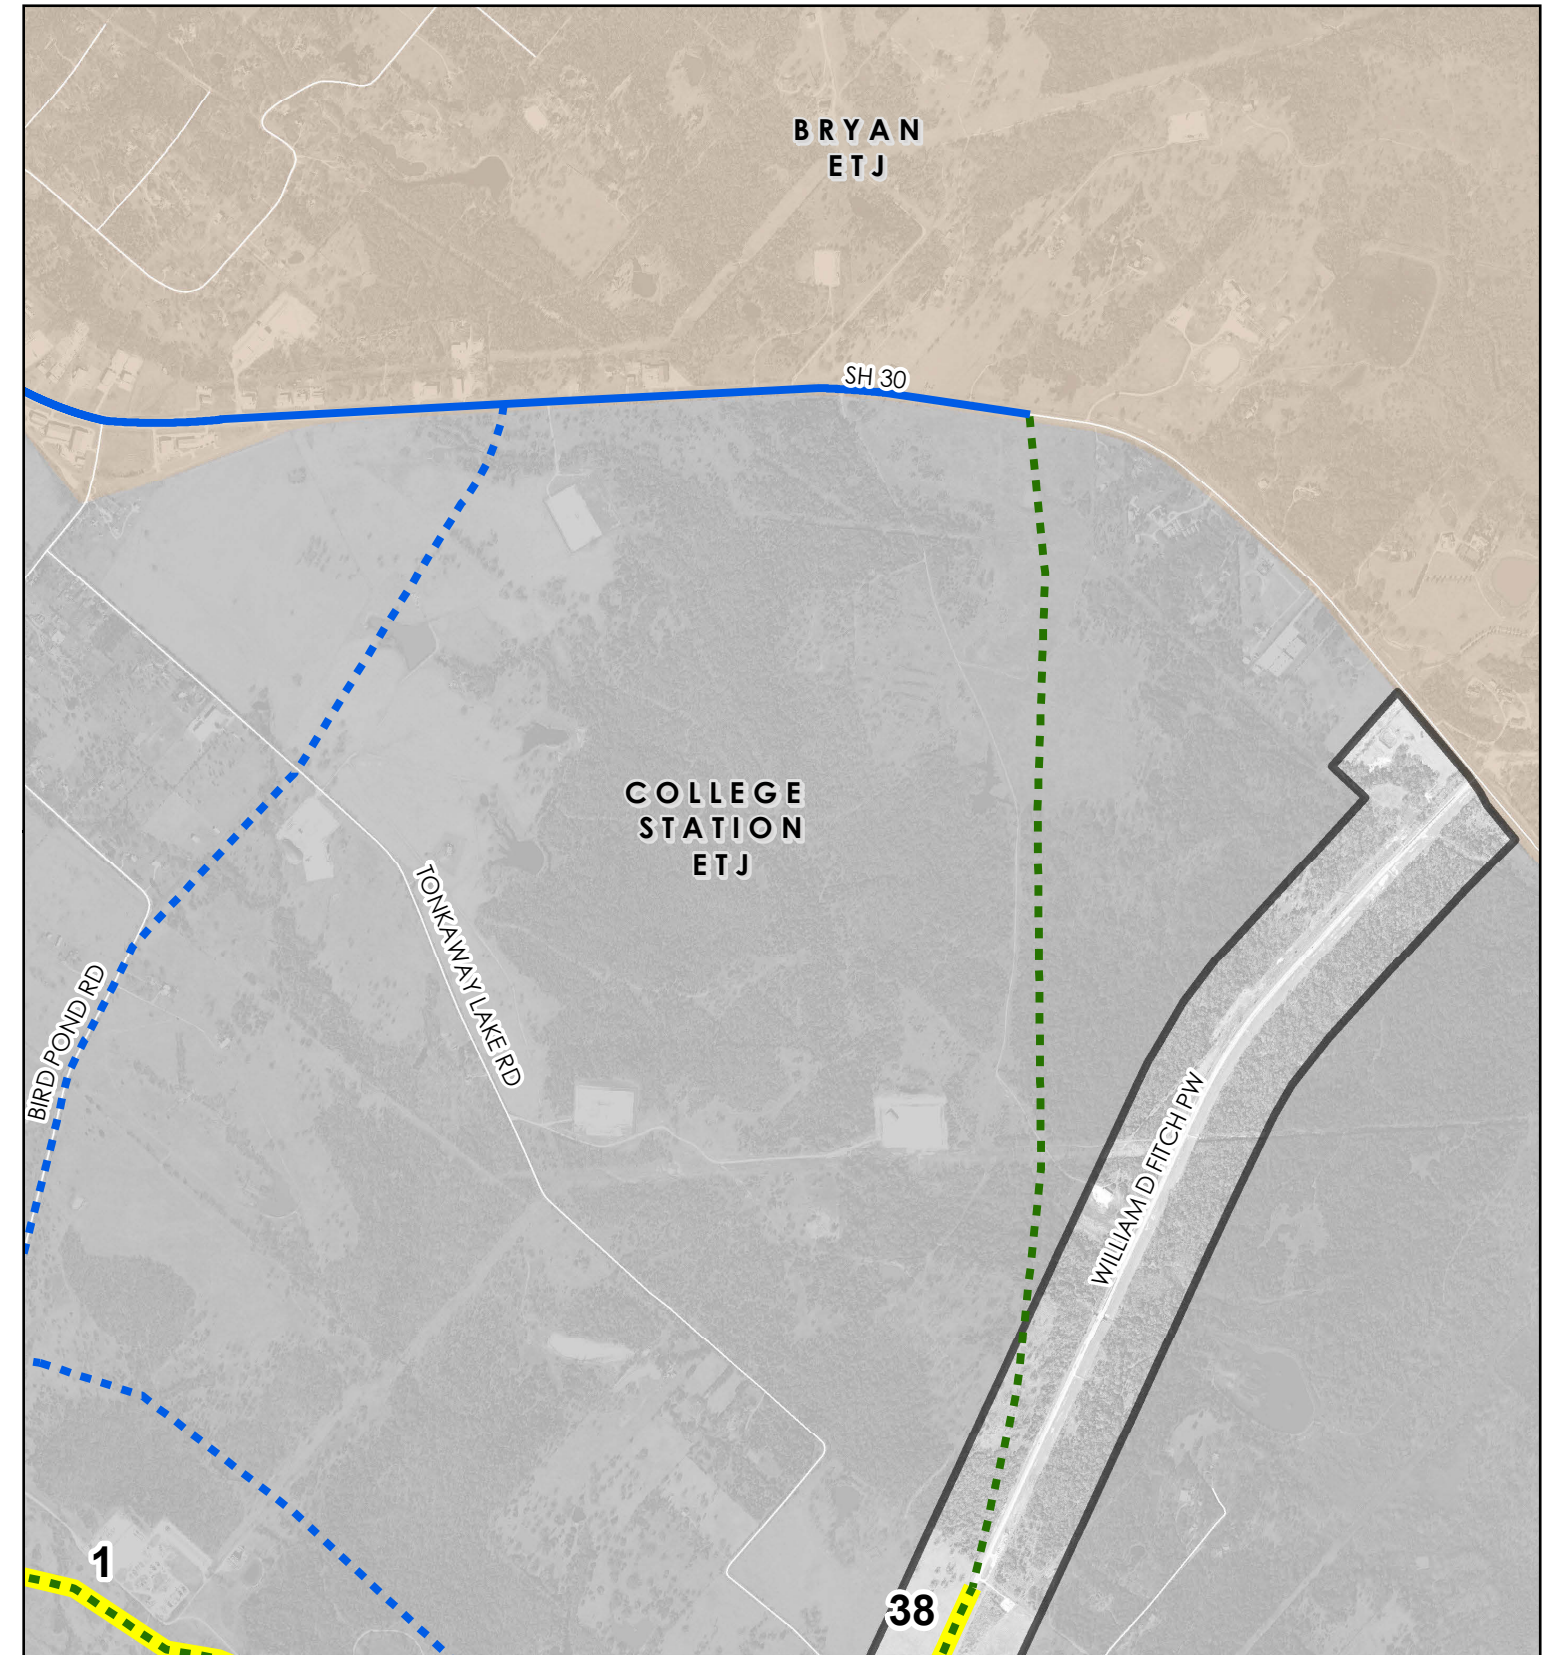 BRYAN
ETJ
SH 30
COLLEGE
STATION
ETJ
TONKAWAY LAKE RD
BIRD POND RD
WILLIAM D FITCH PW
1
38